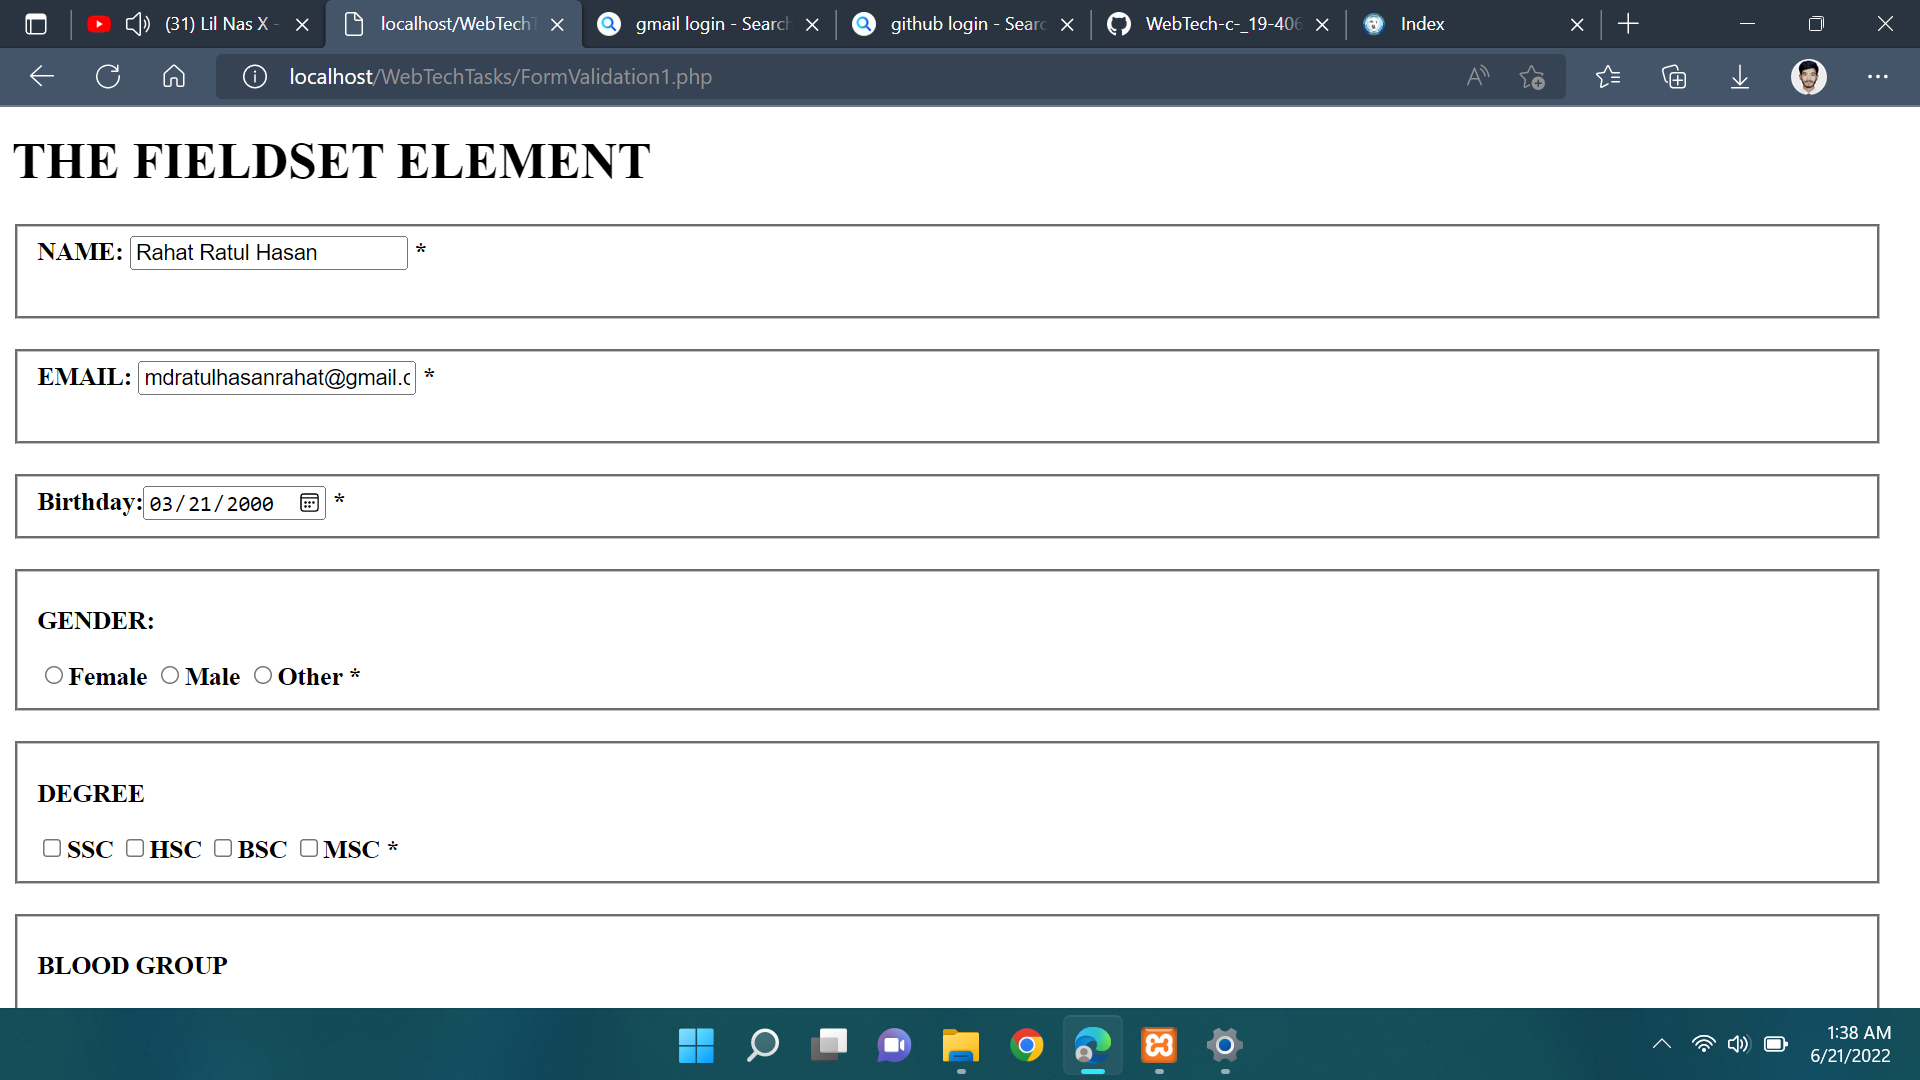 (31) Lil Nas X -
localhost/WebTech
gmail login - Search
github login - Searc
WebTech-c-_19-406
Index
localhost/WebTechTasks/FormValidation1.php
THE FIELDSET ELEMENT
NAME: Rahat Ratul Hasan *
EMAIL: mdratulhasanrahat@gmail.c *
Birthday: 03/21/2000 *
GENDER:
Female Male Other *
DEGREE
SSC HSC BSC MSC *
BLOOD GROUP
1:38 AM
6/21/2022